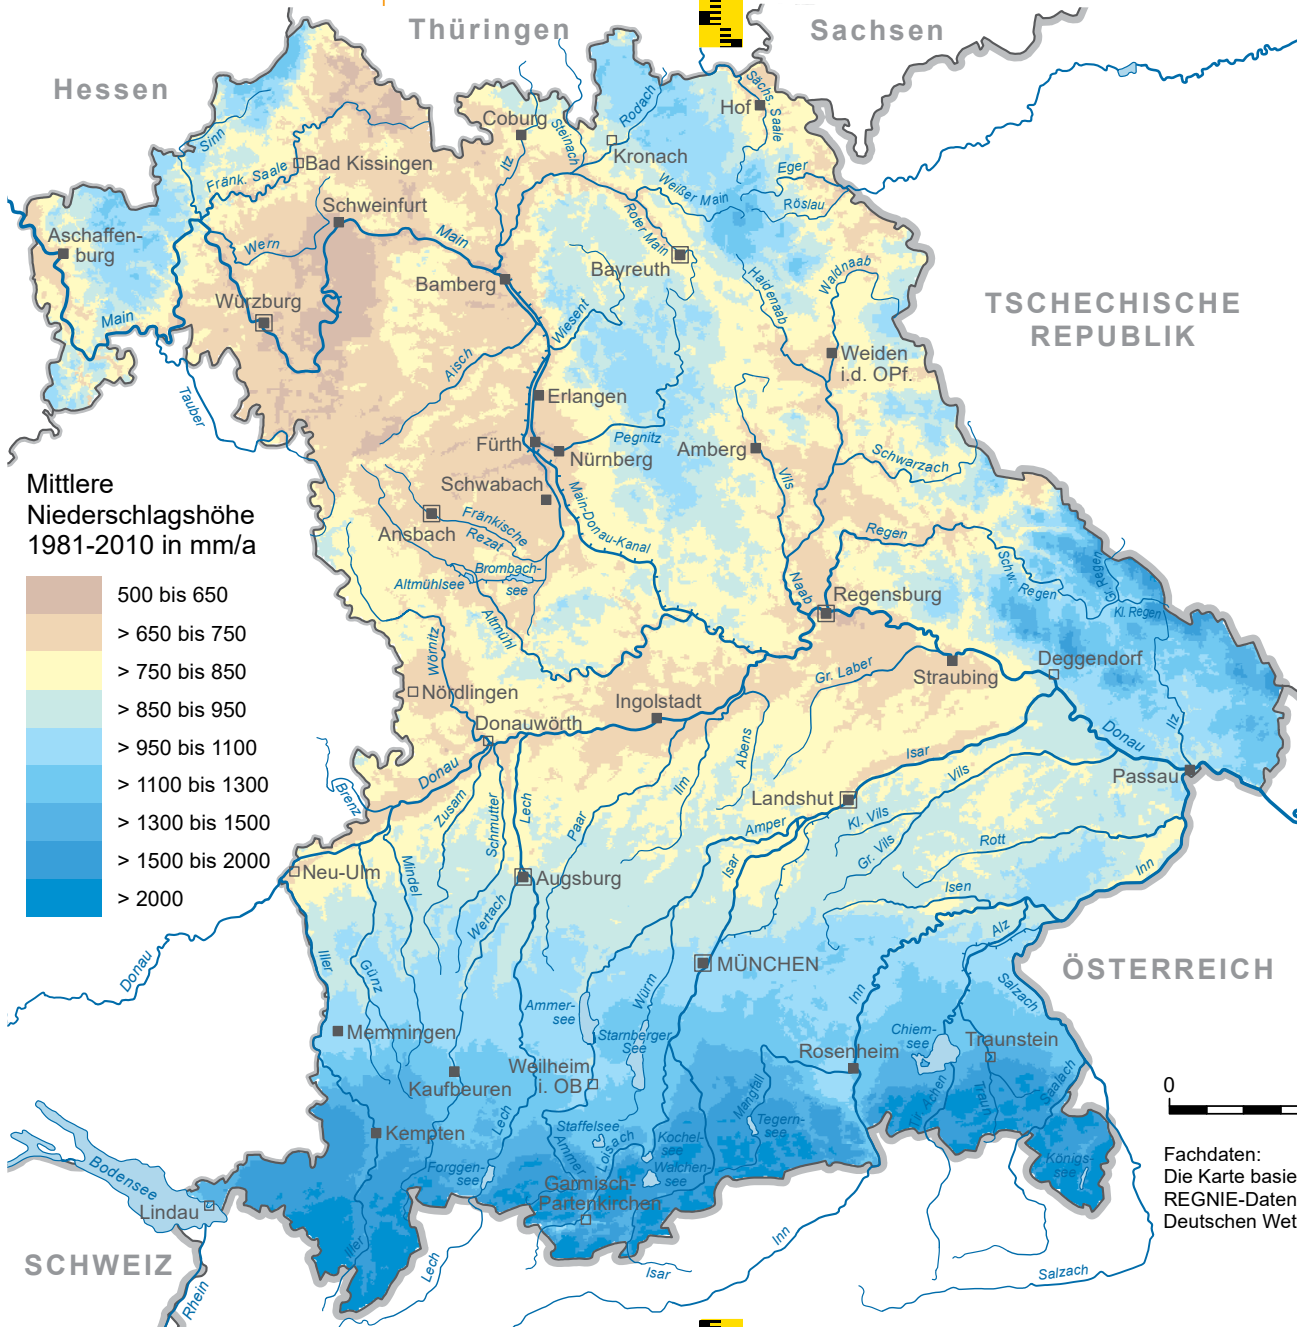 Thüringen
Sachsen
Hessen
Hof
Sächs. Saale
Coburg
Steinach
Rodach
Kronach
Sinn
Fränk. Saale
Bad Kissingen
Itz
Eger
Weißer Main
Röslau
Schweinfurt
Main
Roter Main
Aschaffen-
burg
Wern
Bayreuth
Bamberg
Haidenaab
Waldnaab
Würzburg
Main
Wiesent
TSCHECHISCHE
REPUBLIK
Aisch
Weiden
i.d. OPf.
Tauber
Erlangen
Fürth
Pegnitz
Nürnberg
Amberg
Vils
Schwarzach
Mittlere
Niederschlagshöhe
1981-2010 in mm/a
Schwabach
Main-Donau-Kanal
Ansbach
Fränkische
Rezat
Regen
Schw. Regen
Gr. Regen
Kl. Regen
Altmühlsee
Brombach-
see
Naab
Regensburg
500 bis 650
> 650 bis 750
> 750 bis 850
> 850 bis 950
> 950 bis 1100
> 1100 bis 1300
> 1300 bis 1500
> 1500 bis 2000
> 2000
Altmühl
Wörnitz
Gr. Laber
Straubing
Deggendorf
Nördlingen
Ingolstadt
Donauwörth
Ilz
Donau
Abens
Isar
Vils
Donau
Passau
Ilm
Brenz
Zusam
Schmutter
Lech
Paar
Landshut
Amper
Kl. Vils
Gr. Vils
Rott
Inn
Isar
Neu-Ulm
Mindel
Augsburg
Isen
Wertach
Alz
Donau
Iller
Günz
MÜNCHEN
ÖSTERREICH
Würm
Inn
Salzach
Ammer-
see
Memmingen
Starnberger
See
Chiem-
see
Traunstein
Rosenheim
Weilheim
i. OB
Kaufbeuren
Mangfall
Tir. Achen
Traun
Saalach
0
Lech
Kempten
Staffelsee
Tegern-
see
Ammer
Loisach
Kochel-
see
Walchen-
see
Bodensee
Forggen-
see
Garmisch-
Partenkirchen
Königs-
see
Fachdaten:
Die Karte basie
REGNIE-Daten
Deutschen Wet
Lindau
SCHWEIZ
Iller
Lech
Isar
Inn
Salzach
Rhein